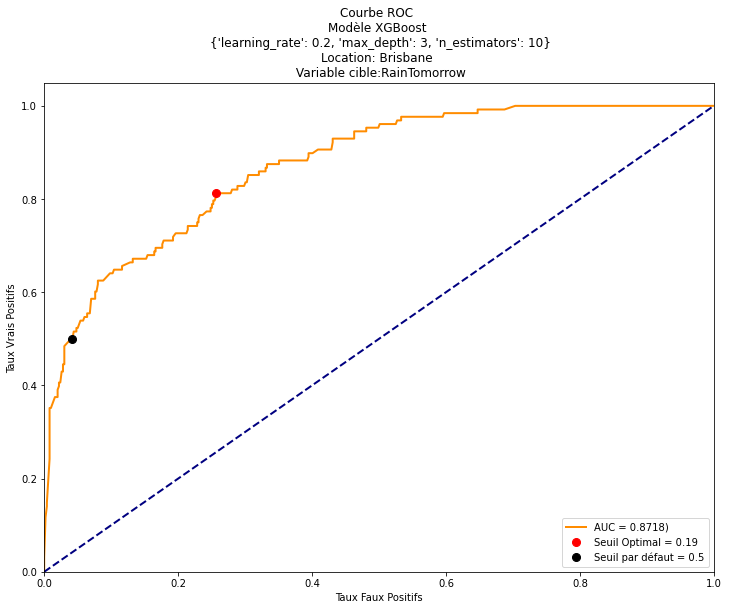 Courbe ROC
Modèle XGBoost
{'learning_rate': 0.2, 'max_depth': 3, 'n_estimators': 10}
Location: Brisbane
Variable cible:RainTomorrow
1.0
0.8
0.6
0.4
0.2
0.0
Taux Vrais Positifs
AUC = 0.8718)
Seuil Optimal = 0.19
Seuil par défaut = 0.5
0.0 0.2 0.4 0.6 0.8 1.0
Taux Faux Positifs